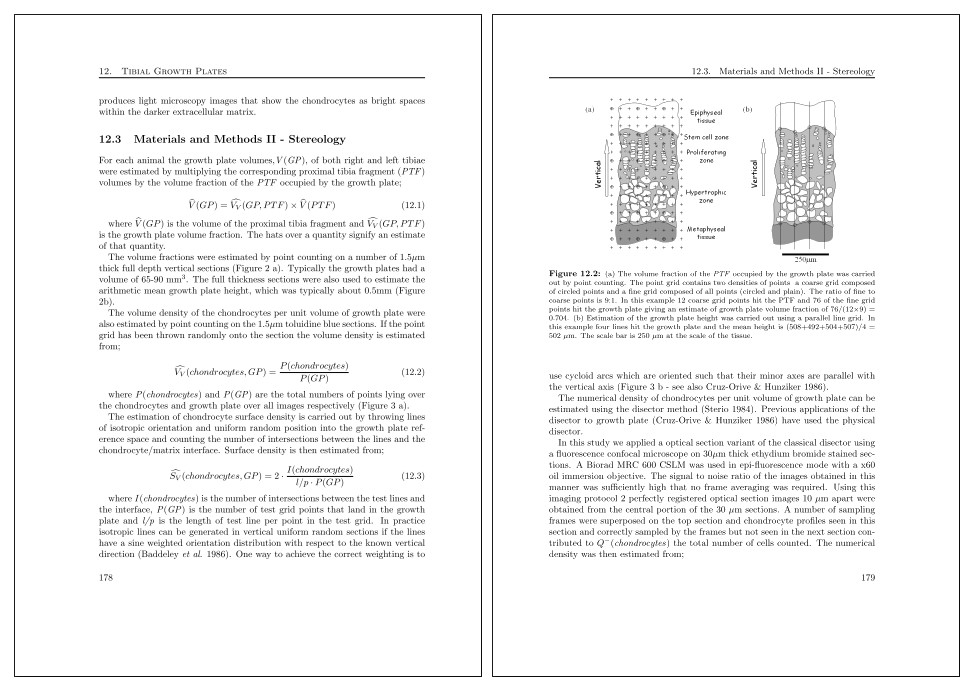 12. Tibial Growth Plates
produces light microscopy images that show the chondrocytes as bright spaces
within the darker extracellular matrix.
12.3 Materials and Methods II - Stereology
For each animal the growth plate volumes, V(GP), of both right and left tibiae
were estimated by multiplying the corresponding proximal tibia fragment (PTF)
volumes by the volume fraction of the PTF occupied by the growth plate;
V̂(GP) = V̂_V(GP, PTF) × V̂(PTF) (12.1)
where V̂(GP) is the volume of the proximal tibia fragment and V̂_V(GP, PTF)
is the growth plate volume fraction. The hats over a quantity signify an estimate
of that quantity.
The volume fractions were estimated by point counting on a number of 1.5μm
thick full depth vertical sections (Figure 2 a). Typically the growth plates had a
volume of 65-90 mm³. The full thickness sections were also used to estimate the
arithmetic mean growth plate height, which was typically about 0.5mm (Figure
2b).
The volume density of the chondrocytes per unit volume of growth plate were
also estimated by point counting on the 1.5μm toluidine blue sections. If the point
grid has been thrown randomly onto the section the volume density is estimated
from;
V̂_V(chondrocytes, GP) = P(chondrocytes) / P(GP) (12.2)
where P(chondrocytes) and P(GP) are the total numbers of points lying over
the chondrocytes and growth plate over all images respectively (Figure 3 a).
The estimation of chondrocyte surface density is carried out by throwing lines
of isotropic orientation and uniform random position into the growth plate ref-
erence space and counting the number of intersections between the lines and the
chondrocyte/matrix interface. Surface density is then estimated from;
Ŝ_V(chondrocytes, GP) = 2 · I(chondrocytes) / l/p · P(GP) (12.3)
where I(chondrocytes) is the number of intersections between the test lines and
the interface, P(GP) is the number of test grid points that land in the growth
plate and l/p is the length of test line per point in the test grid. In practice
isotropic lines can be generated in vertical uniform random sections if the lines
have a sine weighted orientation distribution with respect to the known vertical
direction (Baddeley et al. 1986). One way to achieve the correct weighting is to
178
12.3. Materials and Methods II - Stereology
(a)
Epiphyseal
tissue
Stem cell zone
Proliferating
zone
Hypertrophic
zone
Metaphyseal
tissue
Vertical
(b)
Vertical
250μm
Figure 12.2: (a) The volume fraction of the PTF occupied by the growth plate was carried
out by point counting. The point grid contains two densities of points a coarse grid composed
of circled points and a fine grid composed of all points (circled and plain). The ratio of fine to
coarse points is 9:1. In this example 12 coarse grid points hit the PTF and 76 of the fine grid
points hit the growth plate giving an estimate of growth plate volume fraction of 76/(12×9) =
0.704. (b) Estimation of the growth plate height was carried out using a parallel line grid. In
this example four lines hit the growth plate and the mean height is (508+492+504+507)/4 =
502 μm. The scale bar is 250 μm at the scale of the tissue.
use cycloid arcs which are oriented such that their minor axes are parallel with
the vertical axis (Figure 3 b - see also Cruz-Orive & Hunziker 1986).
The numerical density of chondrocytes per unit volume of growth plate can be
estimated using the disector method (Sterio 1984). Previous applications of the
disector to growth plate (Cruz-Orive & Hunziker 1986) have used the physical
disector.
In this study we applied a optical section variant of the classical disector using
a fluorescence confocal microscope on 30μm thick ethydium bromide stained sec-
tions. A Biorad MRC 600 CSLM was used in epi-fluorescence mode with a x60
oil immersion objective. The signal to noise ratio of the images obtained in this
manner was sufficiently high that no frame averaging was required. Using this
imaging protocol 2 perfectly registered optical section images 10 μm apart were
obtained from the central portion of the 30 μm sections. A number of sampling
frames were superposed on the top section and chondrocyte profiles seen in this
section and correctly sampled by the frames but not seen in the next section con-
tributed to Q⁻(chondrocytes) the total number of cells counted. The numerical
density was then estimated from;
179